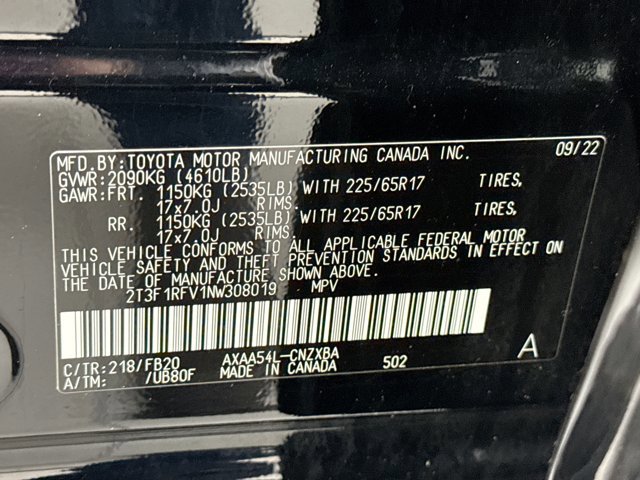 MFD.BY:TOYOTA MOTOR MANUFACTURING CANADA INC. 09/22
GVWR:2090KG (4610LB)
GAWR:FRT. 1150KG (2535LB) WITH 225/65R17 TIRES,
17x7.0J RIMS.
RR. 1150KG (2535LB) WITH 225/65R17 TIRES,
17x7.0J RIMS.
THIS VEHICLE CONFORMS TO ALL APPLICABLE FEDERAL MOTOR
VEHICLE SAFETY AND THEFT PREVENTION STANDARDS IN EFFECT ON
THE DATE OF MANUFACTURE SHOWN ABOVE.
2T3F1RFV1NW308019 MPV
C/TR:218/FB20 AXAA54L-CNZXBA 502 A
A/TM: /UB80F MADE IN CANADA